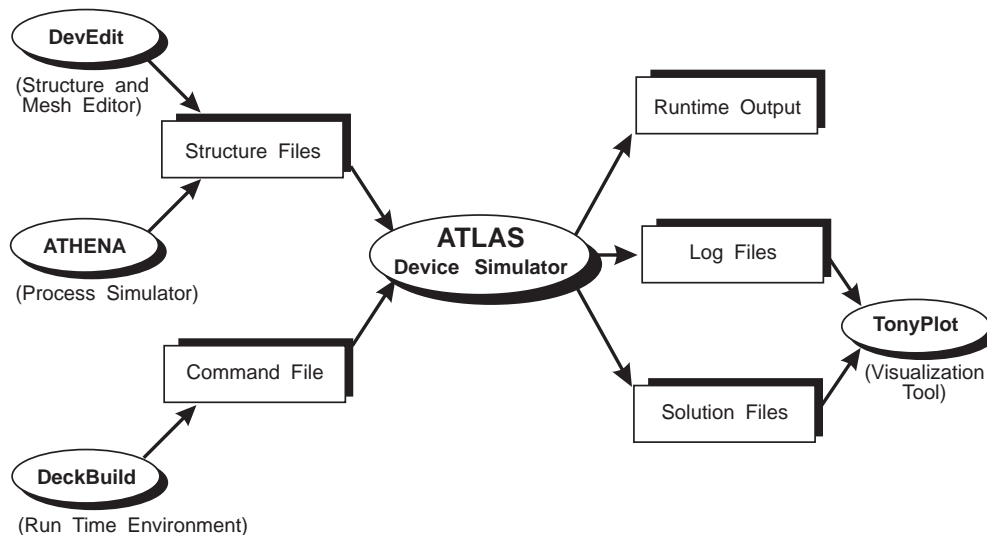 DevEdit
(Structure and
Mesh Editor)
Structure Files
ATHENA
(Process Simulator)
Command File
DeckBuild
(Run Time Environment)
ATLAS
Device Simulator
Runtime Output
Log Files
Solution Files
TonyPlot
(Visualization
Tool)